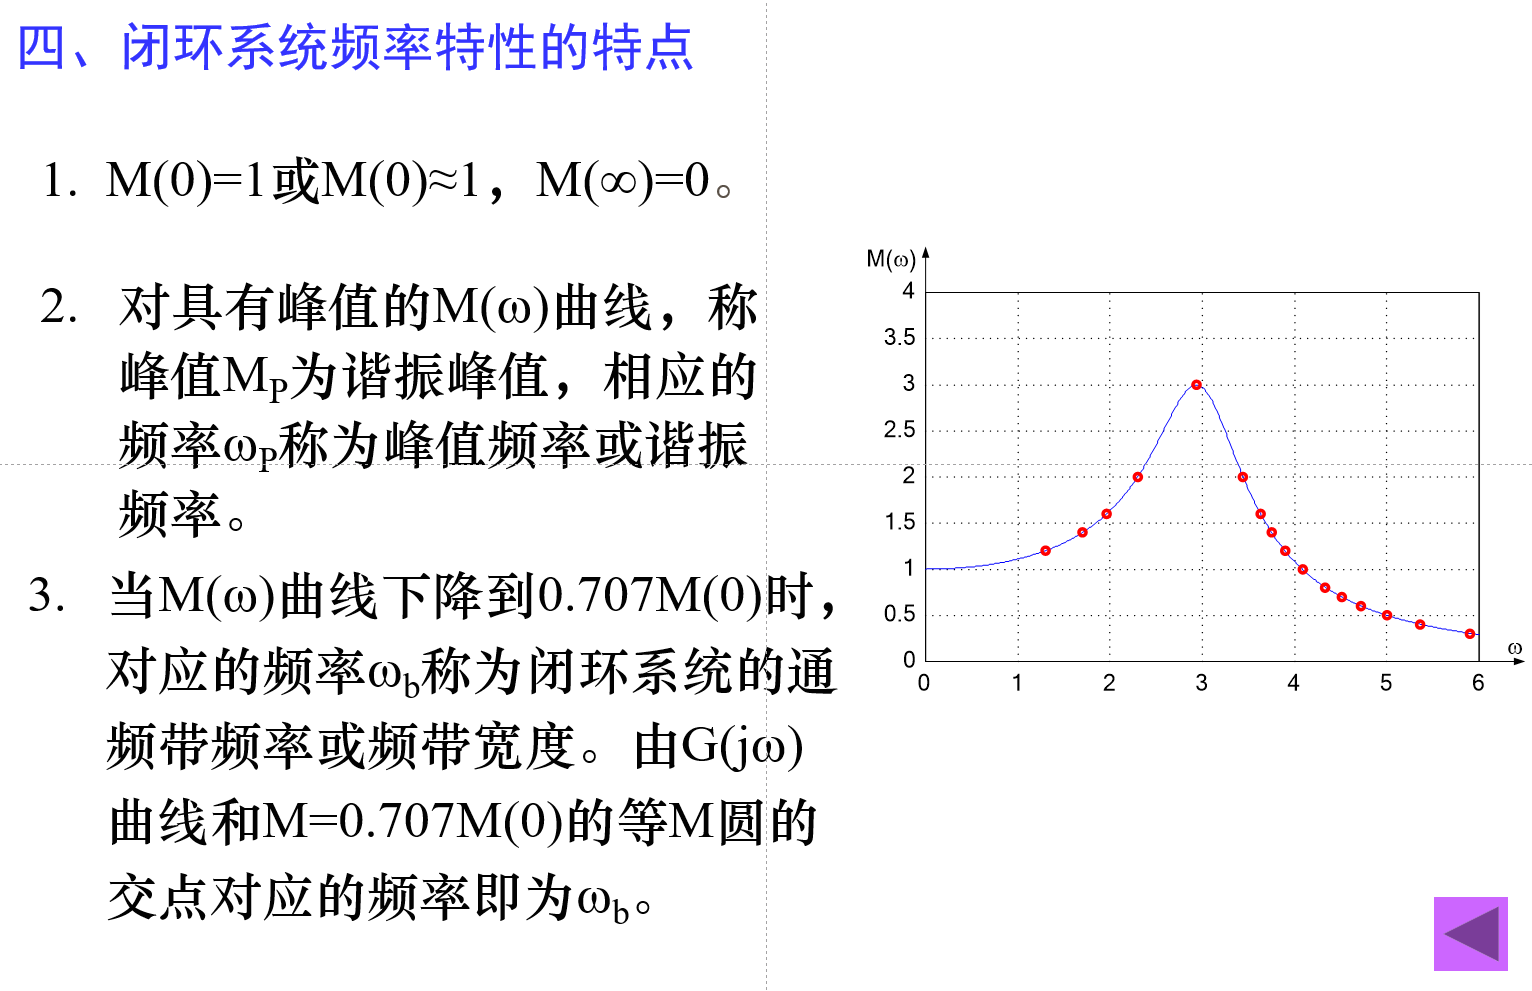 四、闭环系统频率特性的特点
1. M(0)=1或M(0)≈1，M(∞)=0。
2. 对具有峰值的M(ω)曲线，称
峰值MP为谐振峰值，相应的
频率ωP称为峰值频率或谐振
频率。
3. 当M(ω)曲线下降到0.707M(0)时，
对应的频率ωb称为闭环系统的通
频带频率或频带宽度。由G(jω)
曲线和M=0.707M(0)的等M圆的
交点对应的频率即为ωb。
M(ω)
4
3.5
3
2.5
2
1.5
1
0.5
0
0 1 2 3 4 5 6
ω